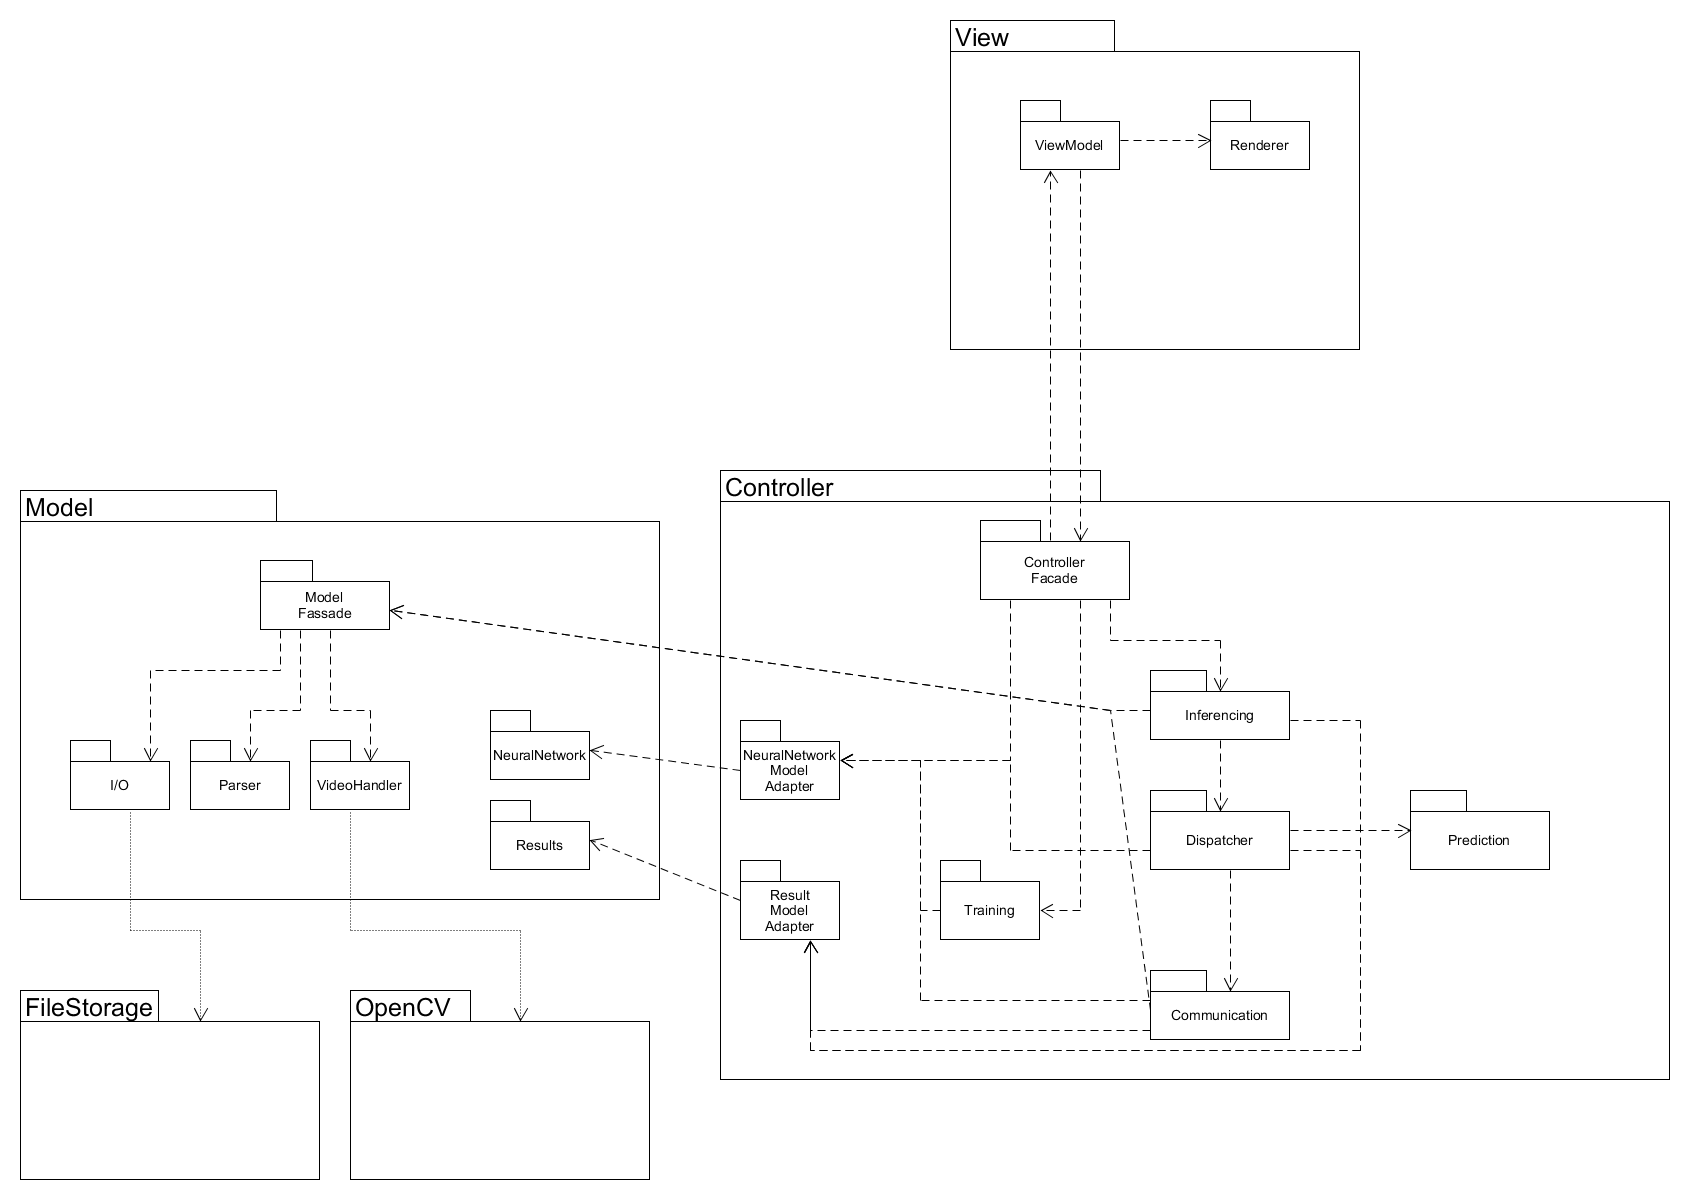 View
ViewModel
Renderer
Controller
Controller
Facade
Model
Model
Fassade
Inferencing
NeuralNetwork
NeuralNetwork
Model
Adapter
I/O
Parser
VideoHandler
Results
Dispatcher
Prediction
Result
Model
Adapter
Training
Communication
FileStorage
OpenCV